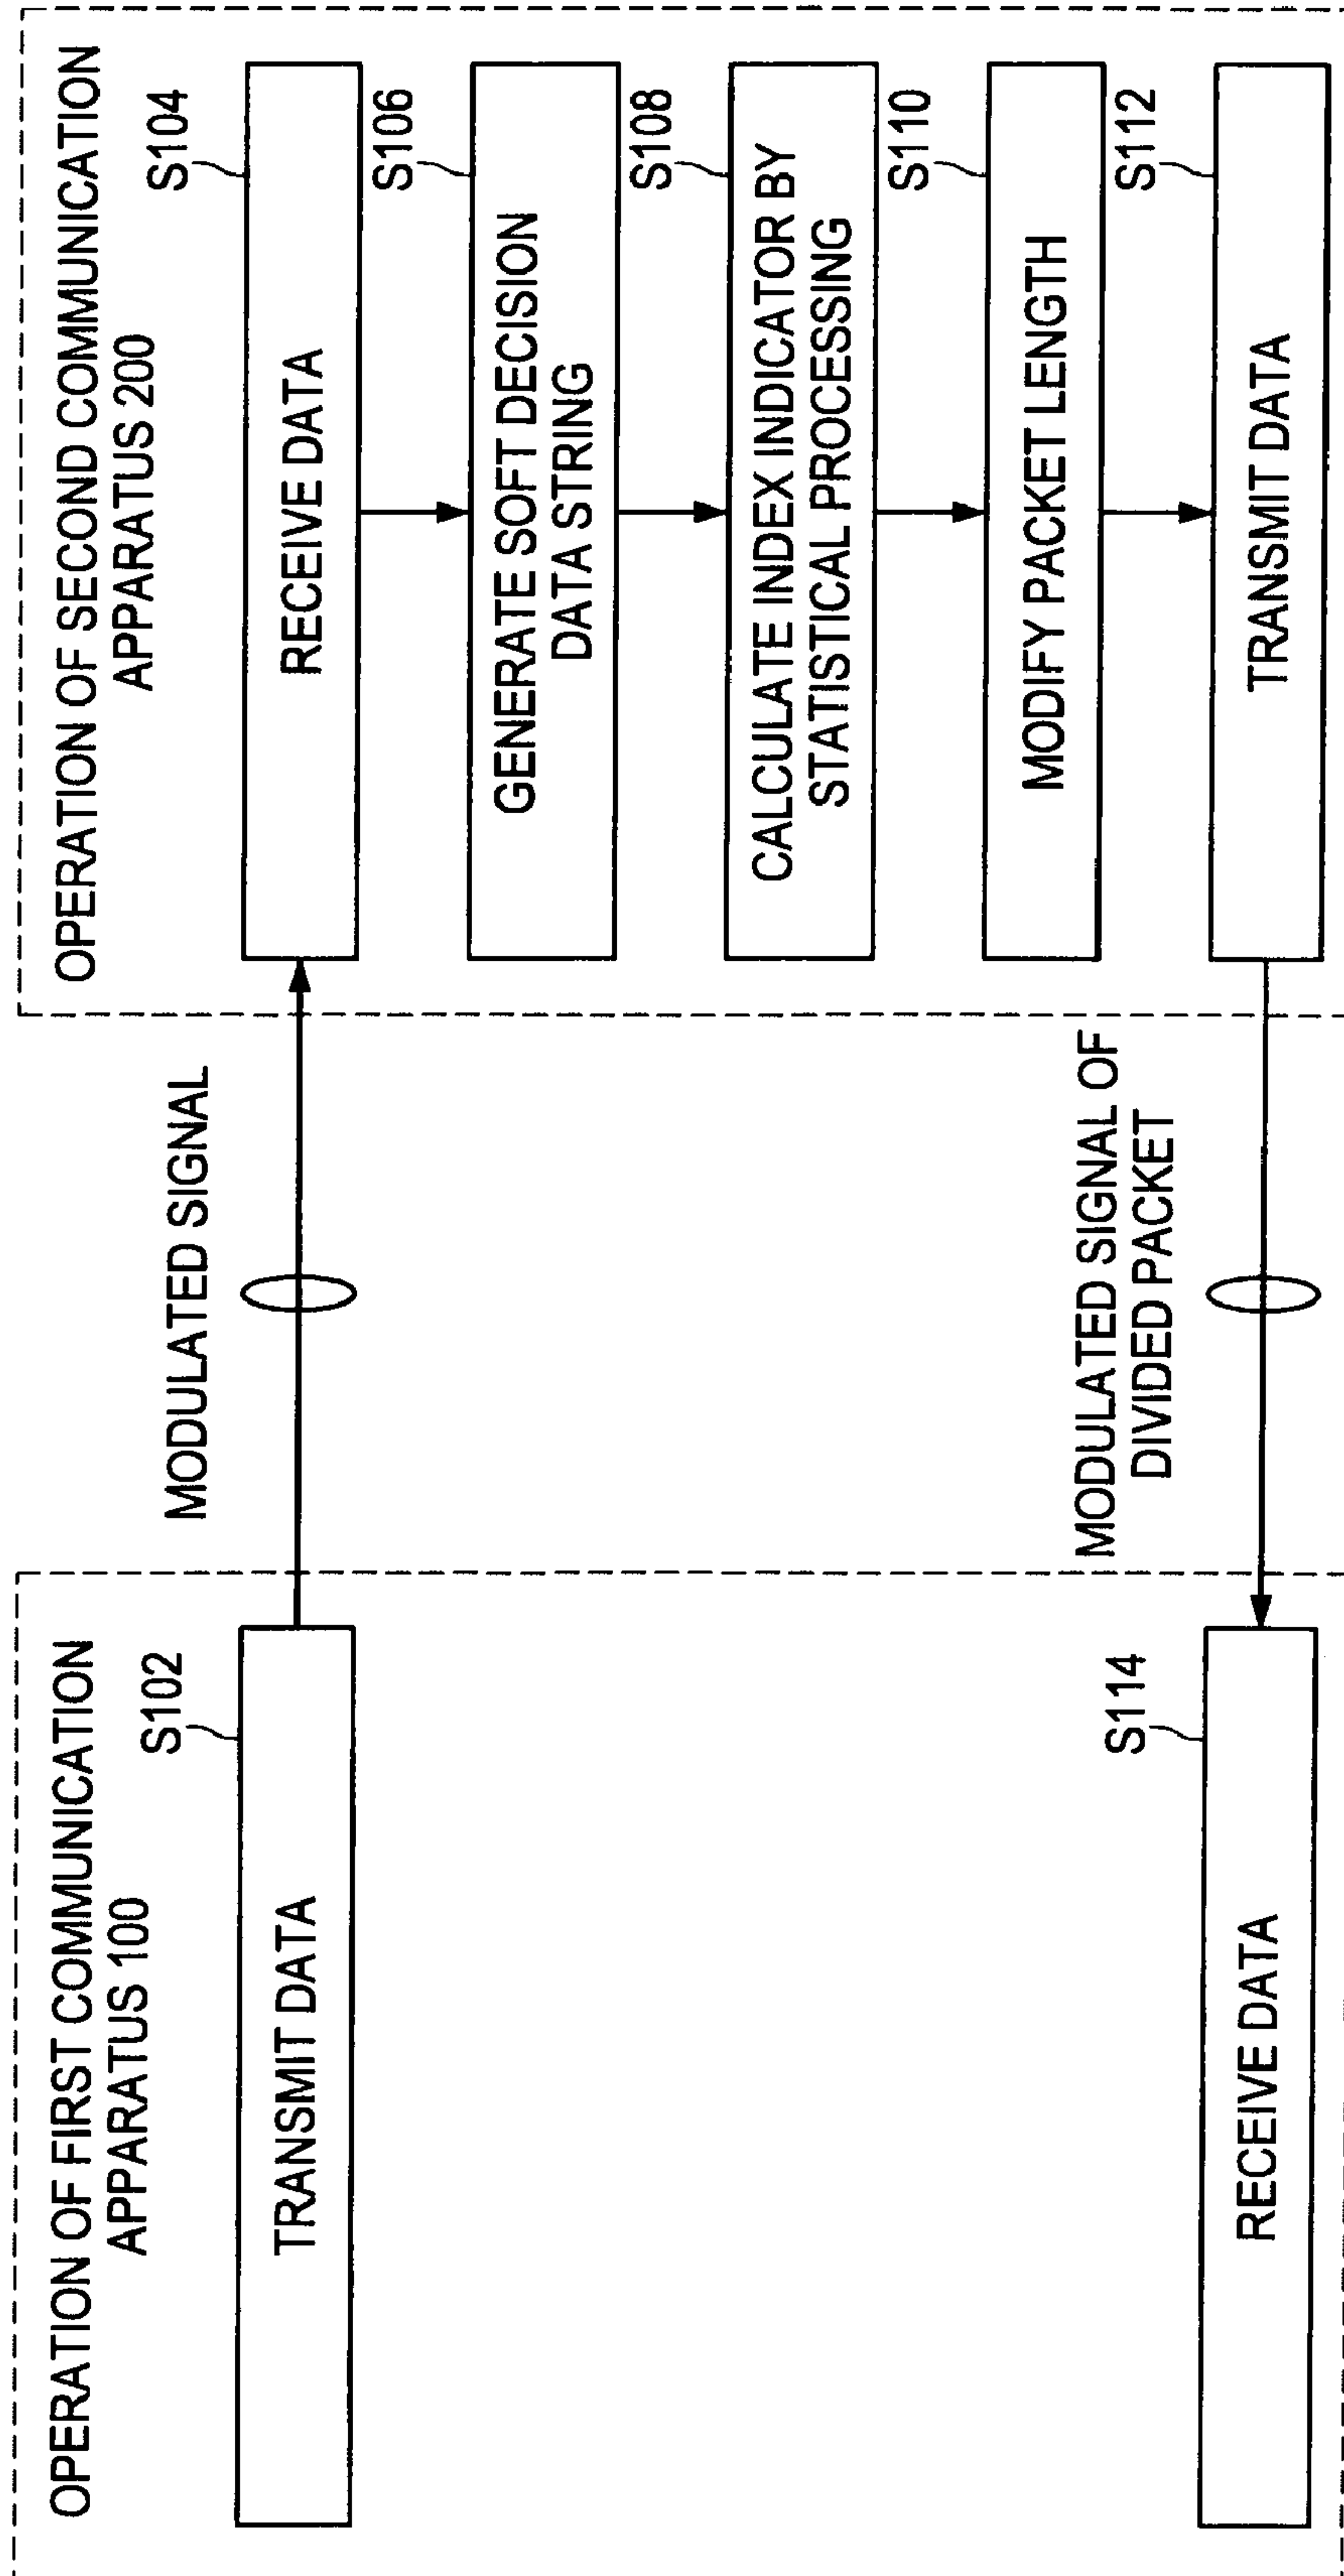 OPERATION OF FIRST COMMUNICATION
APPARATUS 100
S102
TRANSMIT DATA
MODULATED SIGNAL
OPERATION OF SECOND COMMUNICATION
APPARATUS 200
S104
RECEIVE DATA
S106
GENERATE SOFT DECISION
DATA STRING
S108
CALCULATE INDEX INDICATOR BY
STATISTICAL PROCESSING
S110
MODIFY PACKET LENGTH
S112
TRANSMIT DATA
MODULATED SIGNAL OF
DIVIDED PACKET
S114
RECEIVE DATA